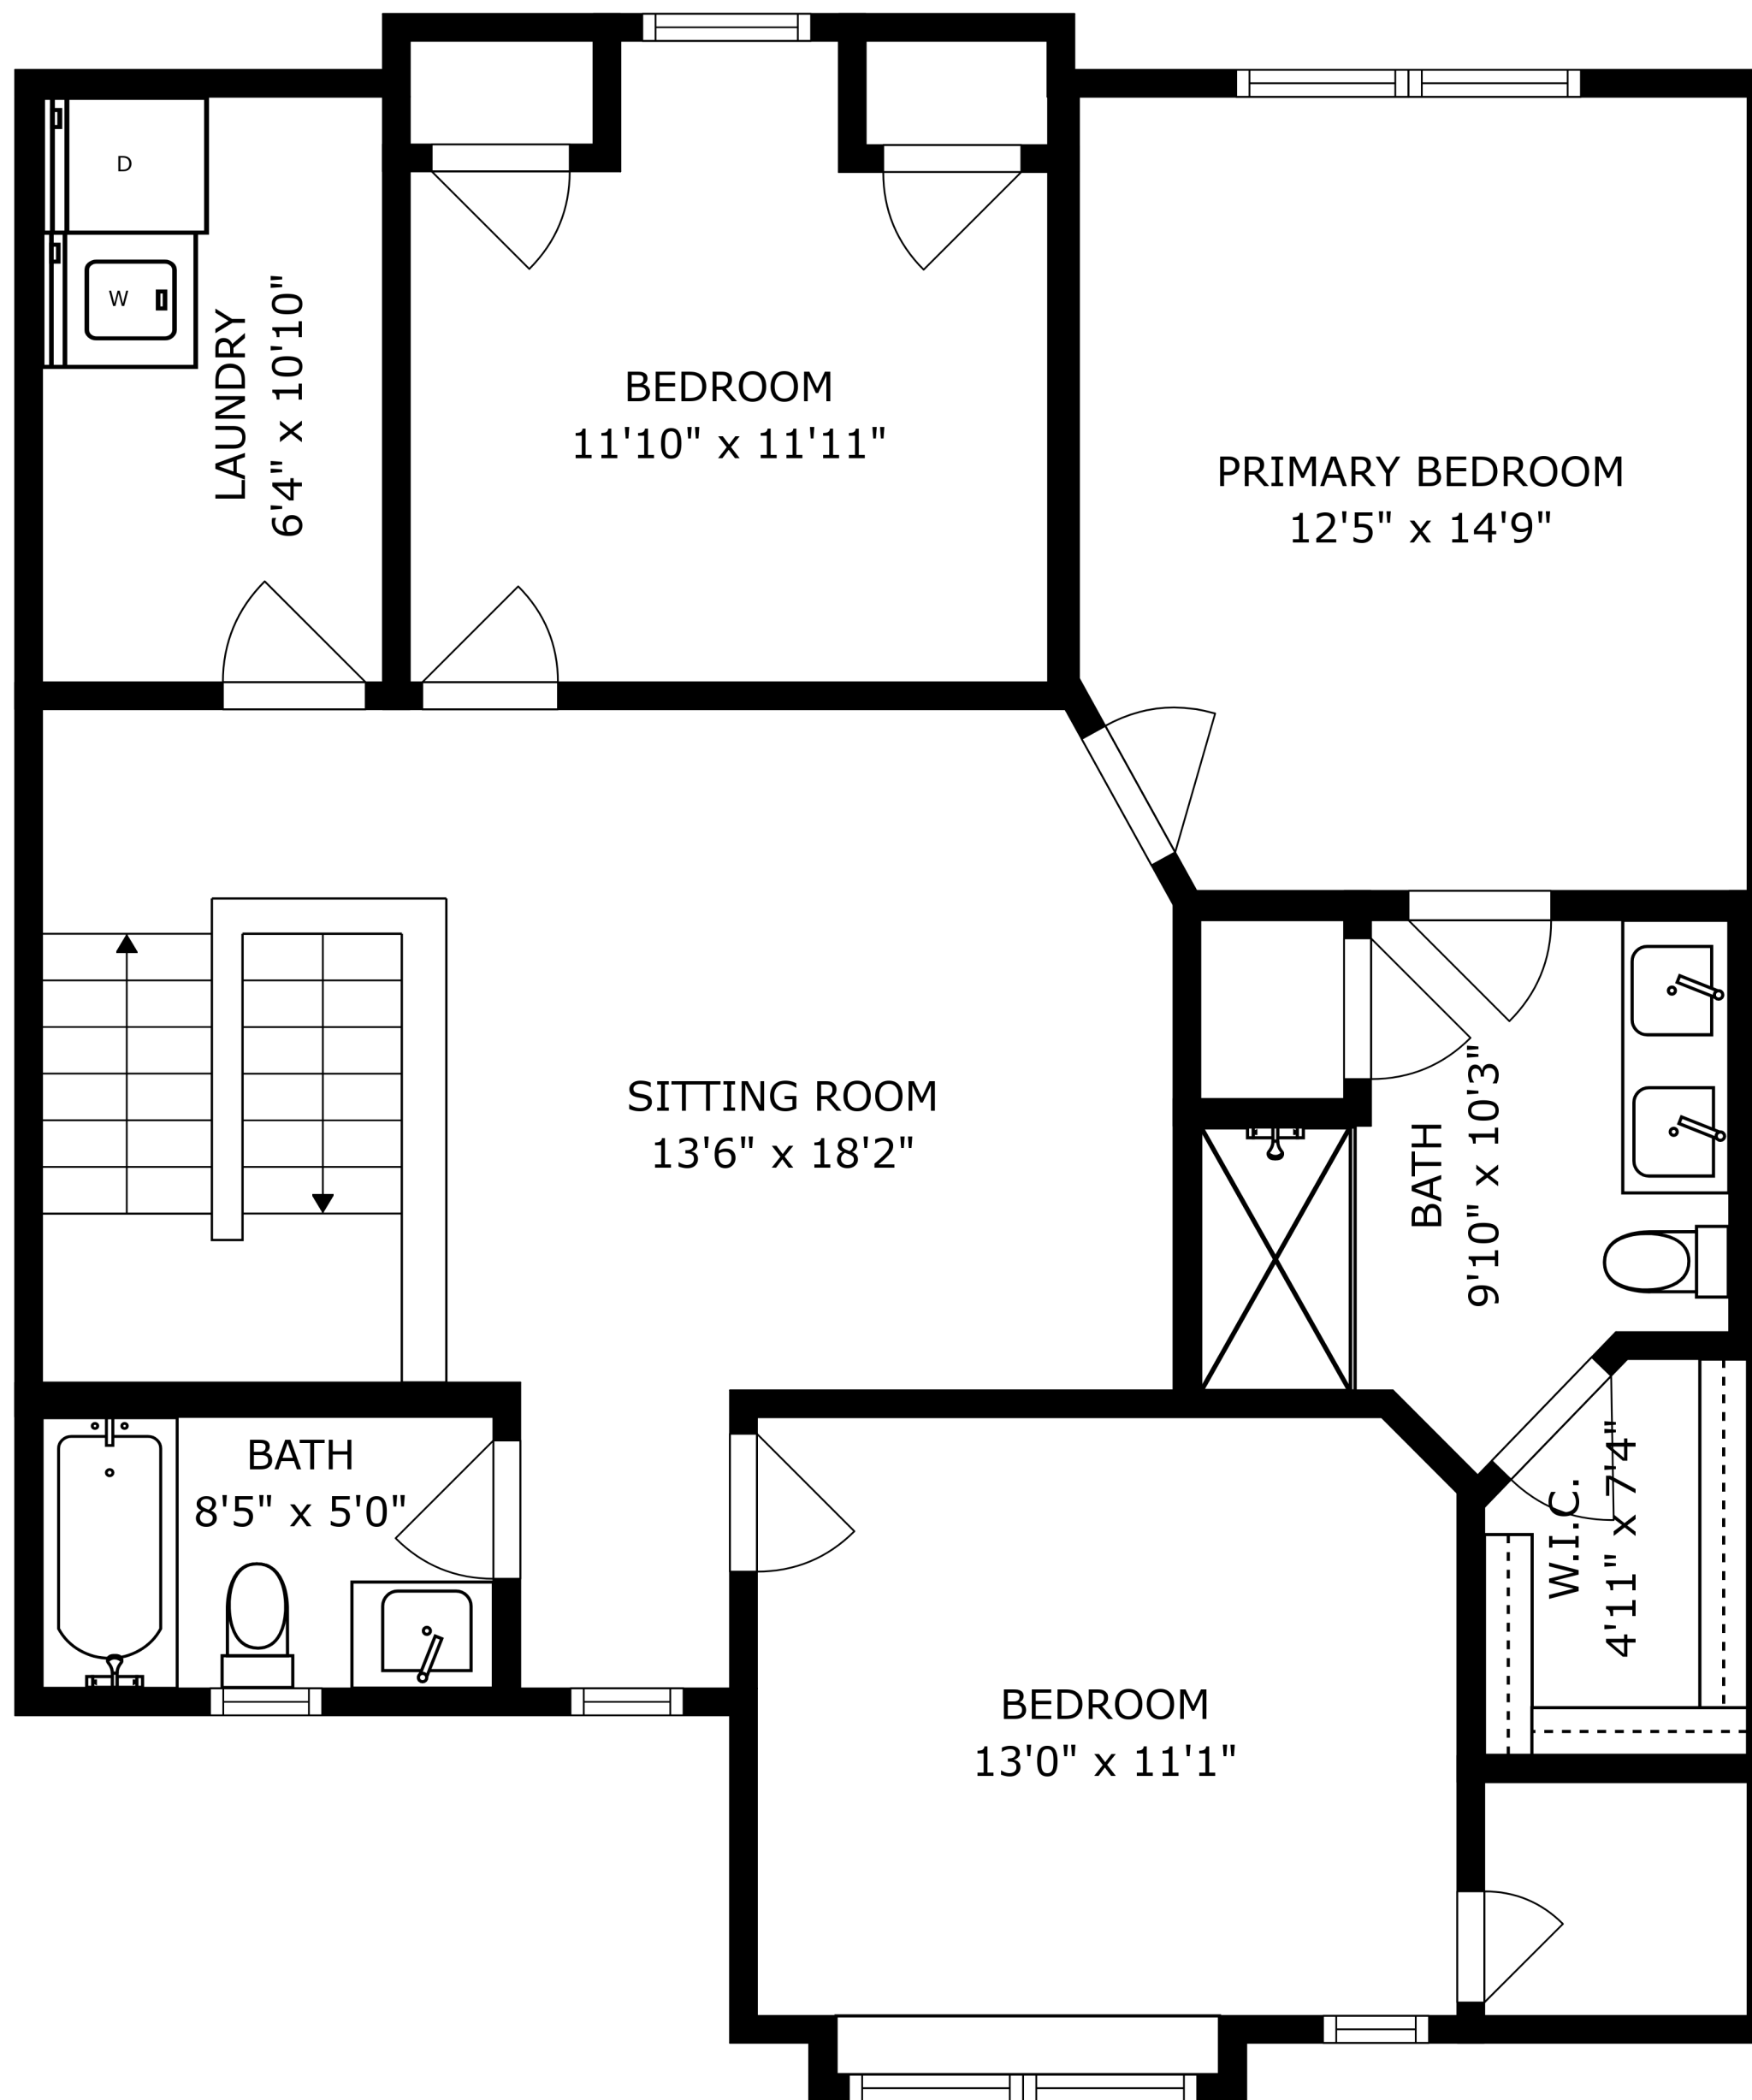 D
W
LAUNDRY
6'4" x 10'10"
BEDROOM
11'10" x 11'11"
PRIMARY BEDROOM
12'5" x 14'9"
SITTING ROOM
13'6" x 18'2"
BATH
9'10" x 10'3"
BATH
8'5" x 5'0"
W.I.C.
4'11" x 7'4"
BEDROOM
13'0" x 11'1"